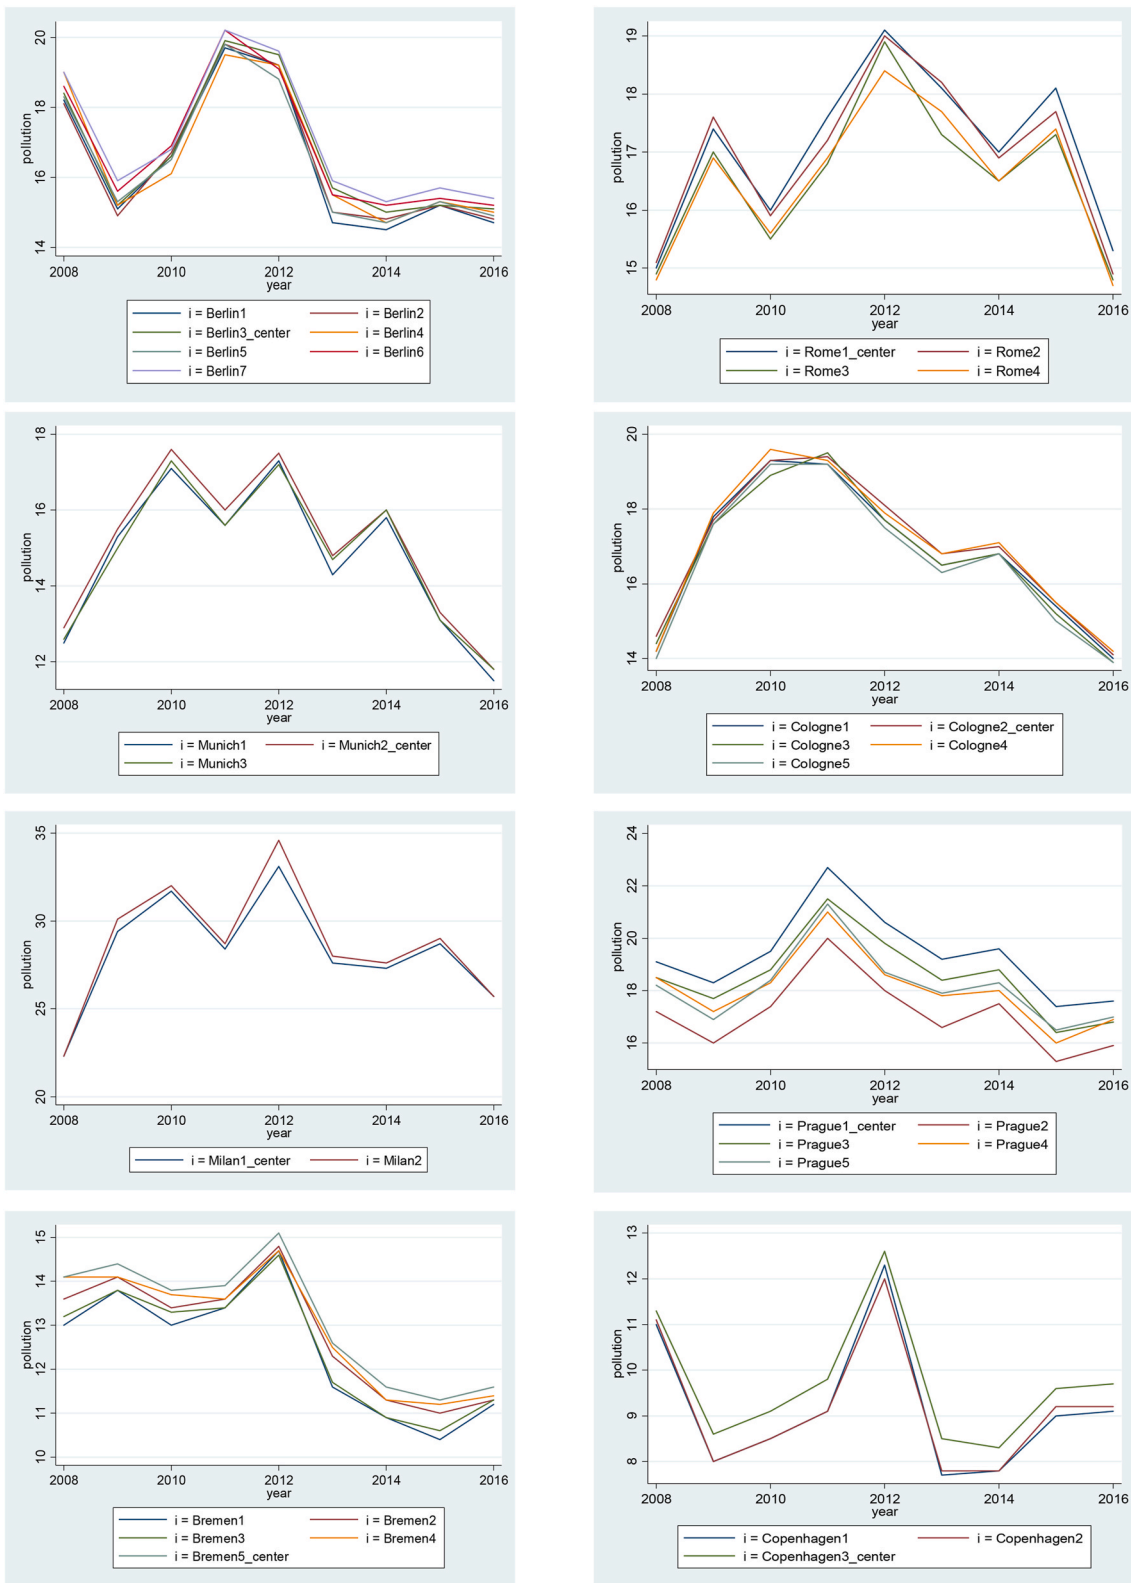 pollution
20
18
16
14
2008 2010 2012 2014 2016
year
i = Berlin1 i = Berlin2
i = Berlin3_center i = Berlin4
i = Berlin5 i = Berlin6
i = Berlin7
pollution
19
18
17
16
15
2008 2010 2012 2014 2016
year
i = Rome1_center i = Rome2
i = Rome3 i = Rome4
pollution
18
16
14
12
2008 2010 2012 2014 2016
year
i = Munich1 i = Munich2_center
i = Munich3
pollution
20
18
16
14
2008 2010 2012 2014 2016
year
i = Cologne1 i = Cologne2_center
i = Cologne3 i = Cologne4
i = Cologne5
pollution
35
30
25
20
2008 2010 2012 2014 2016
year
i = Milan1_center i = Milan2
pollution
24
22
20
18
16
2008 2010 2012 2014 2016
year
i = Prague1_center i = Prague2
i = Prague3 i = Prague4
i = Prague5
pollution
15
14
13
12
11
10
2008 2010 2012 2014 2016
year
i = Bremen1 i = Bremen2
i = Bremen3 i = Bremen4
i = Bremen5_center
pollution
13
12
11
10
9
8
2008 2010 2012 2014 2016
year
i = Copenhagen1 i = Copenhagen2
i = Copenhagen3_center